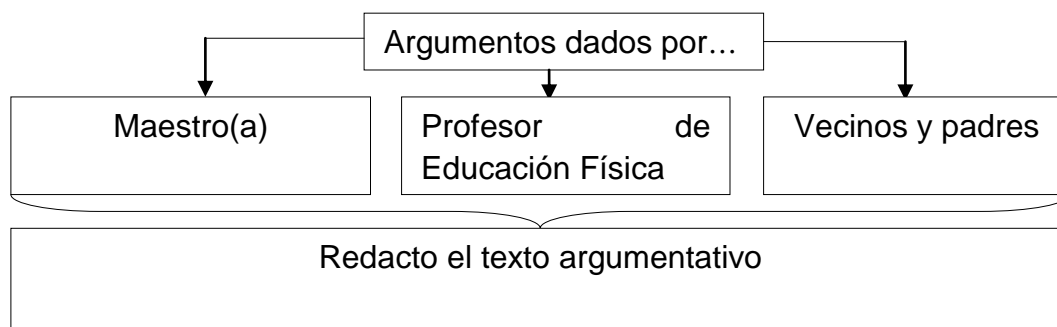 Argumentos dados por…
Maestro(a)
Profesor de
Educación Física
Vecinos y padres
Redacto el texto argumentativo